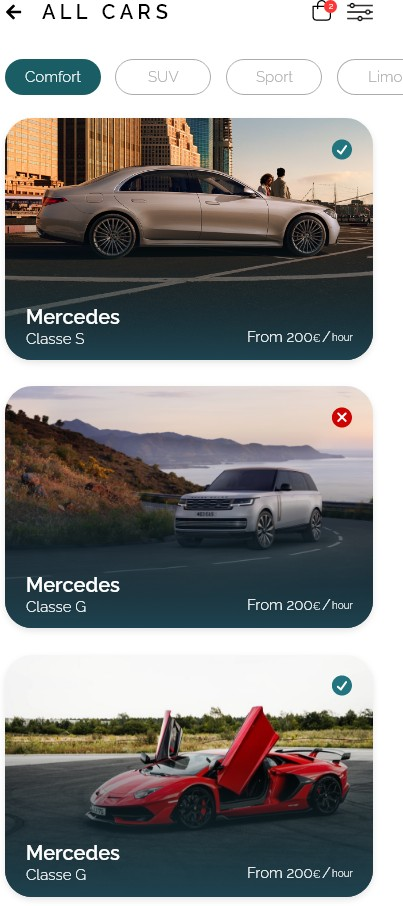 ALL CARS
2
Comfort SUV Sport Limo
Mercedes
Classe S
From 200€/hour
Mercedes
Classe G
From 200€/hour
Mercedes
Classe G
From 200€/hour